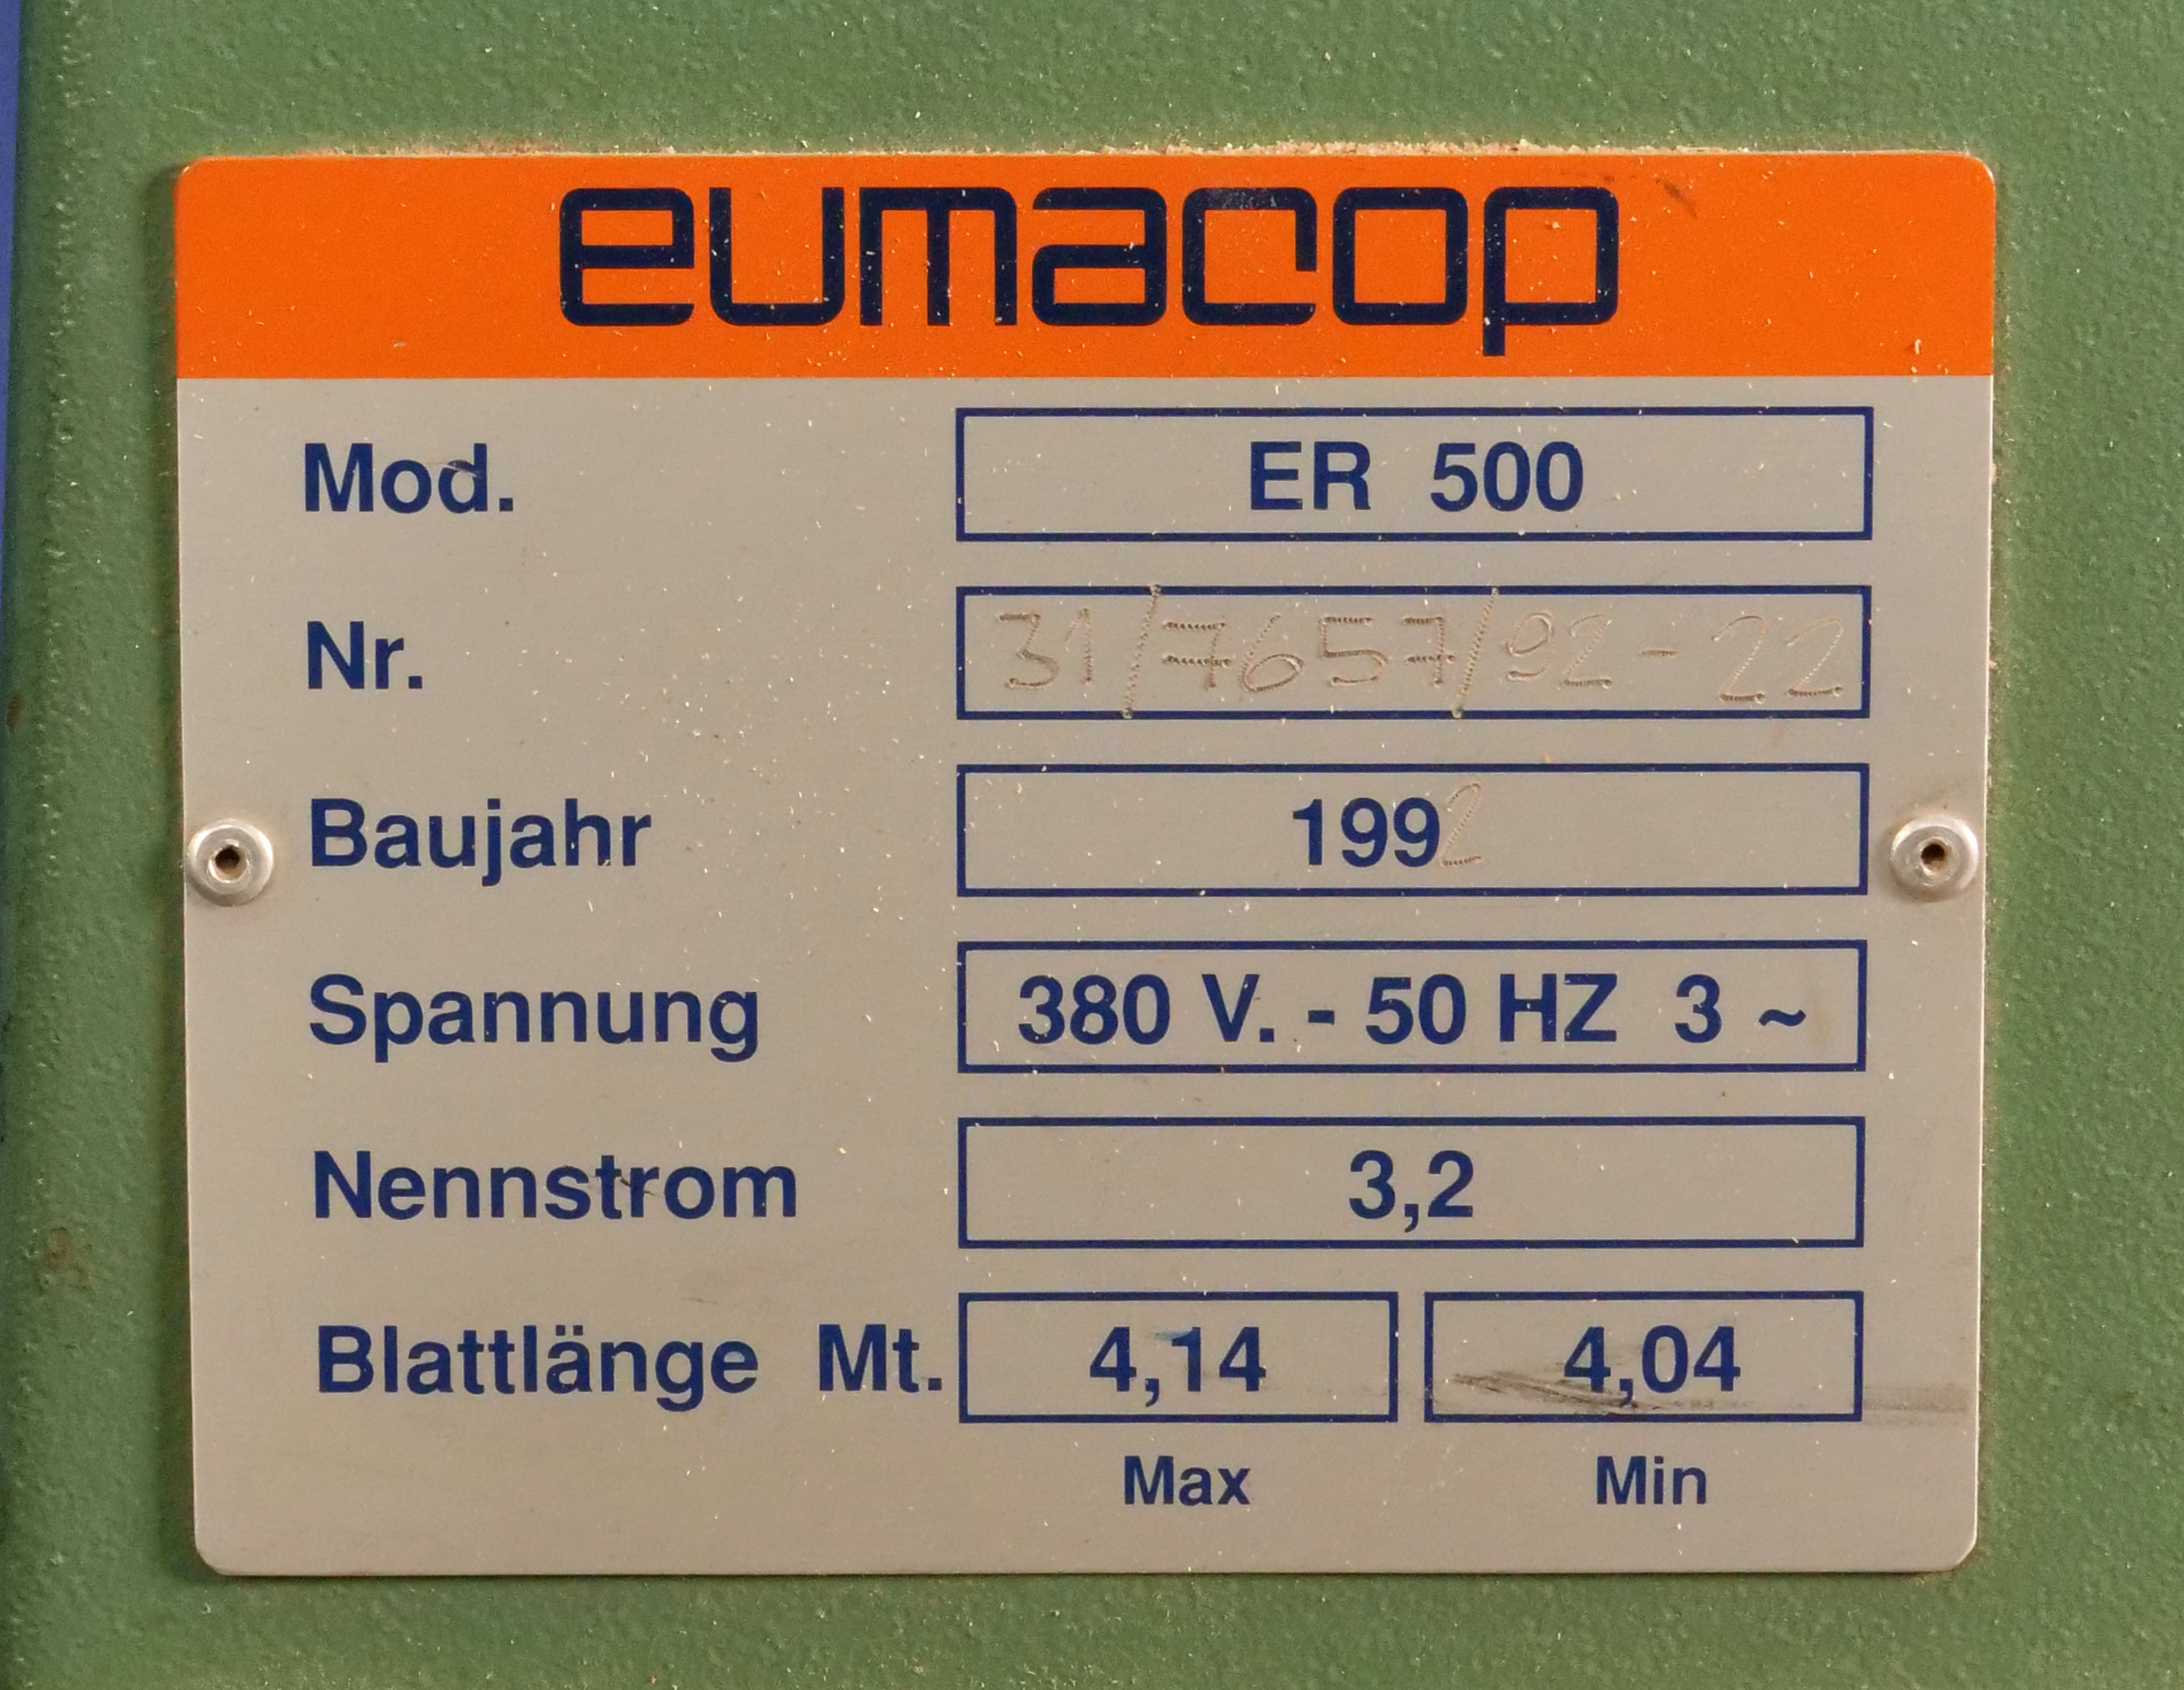 eumacop
Mod. ER 500
Nr. 31/7657/92-22
Baujahr 1992
Spannung 380 V. - 50 HZ 3 ~
Nennstrom 3,2
Blattlänge Mt. 4,14 4,04
Max Min